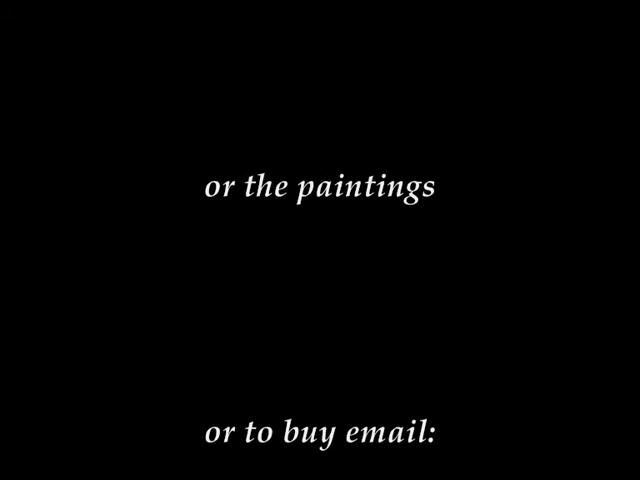 or the paintings
or to buy email: